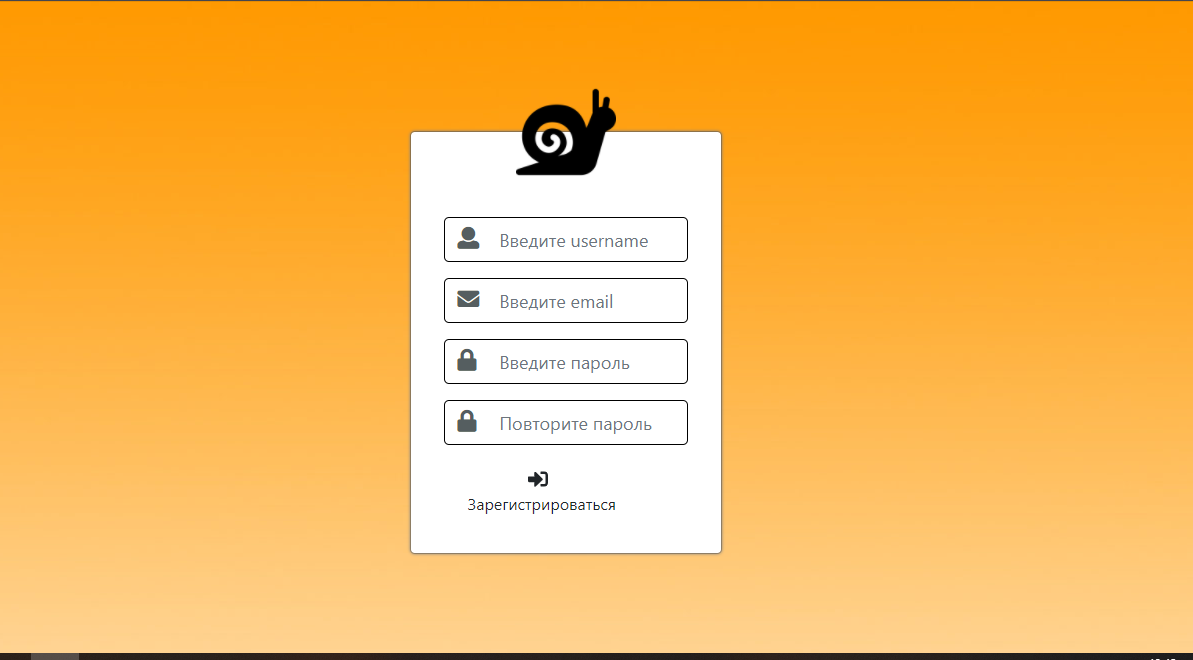 Введите username
Введите email
Введите пароль
Повторите пароль
Зарегистрироваться